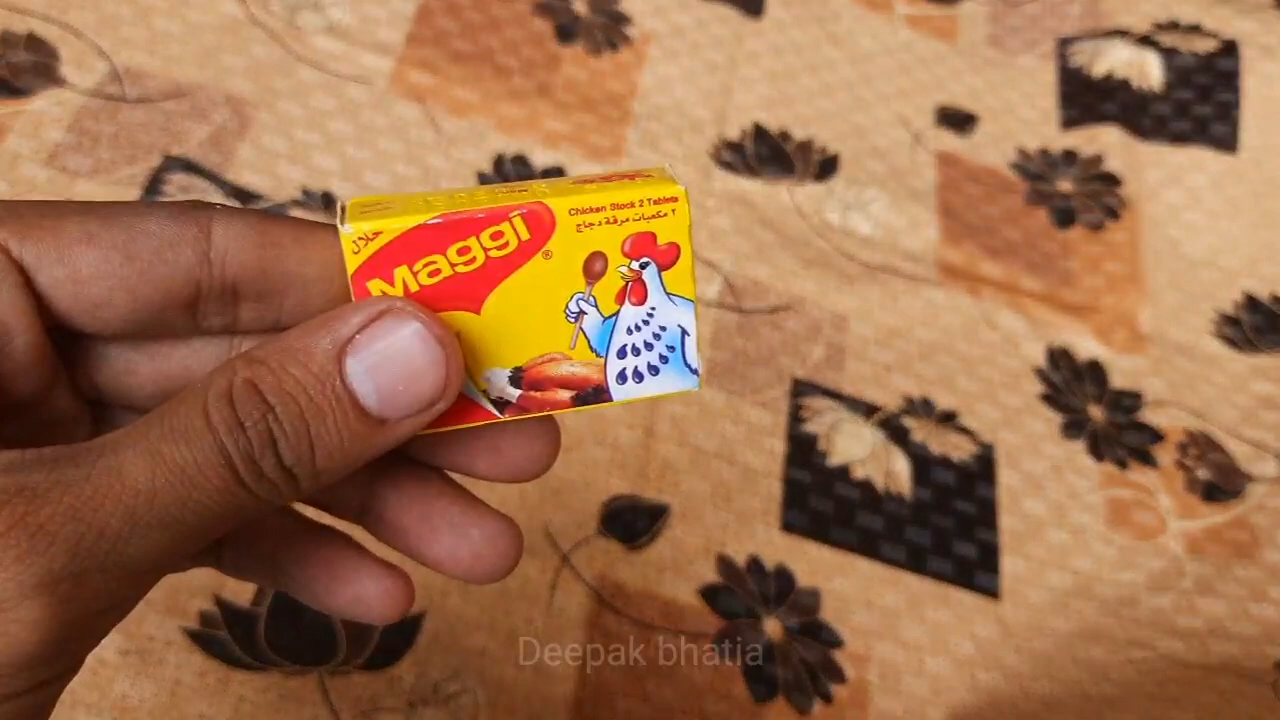 Chicken Stock 2 Tablets
٢ مكعبات مرقة دجاج
حلال
Maggi
®
Deepak bhatia